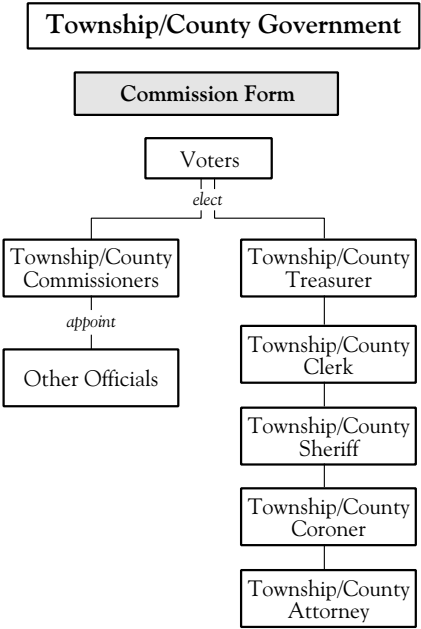 Township/County Government
Commission Form
Voters
elect
Township/County
Commissioners
appoint
Other Officials
Township/County
Treasurer
Township/County
Clerk
Township/County
Sheriff
Township/County
Coroner
Township/County
Attorney